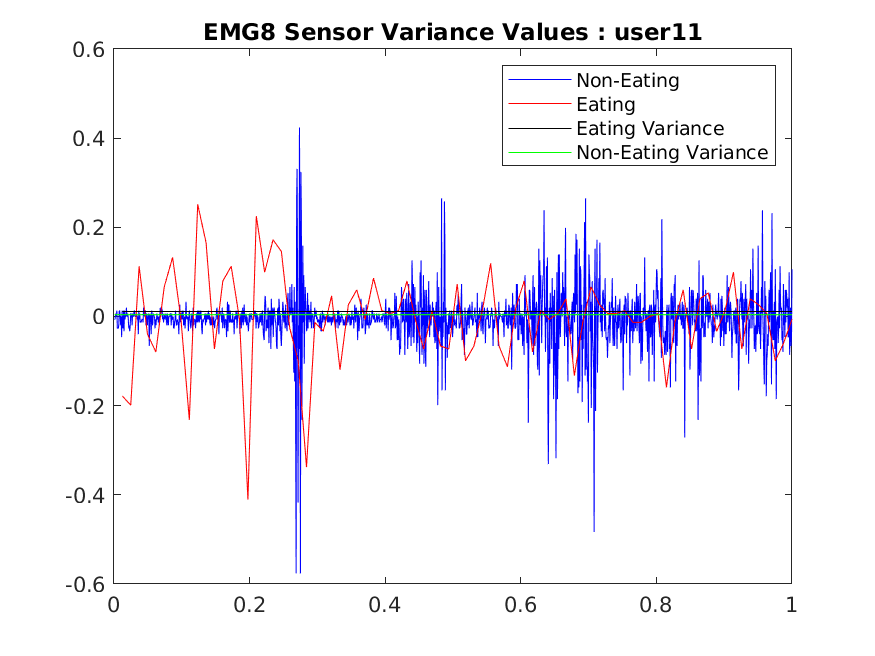 EMG8 Sensor Variance Values : user11
0.6
0.4
0.2
0
-0.2
-0.4
-0.6
0
0.2
0.4
0.6
0.8
1
Non-Eating
Eating
Eating Variance
Non-Eating Variance